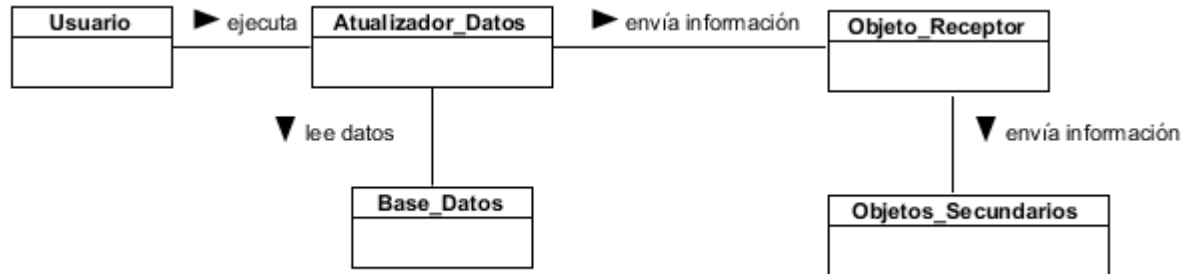 Usuario
ejecuta
Atualizador_Datos
envía información
Objeto_Receptor
lee datos
envía información
Base_Datos
Objetos_Secundarios